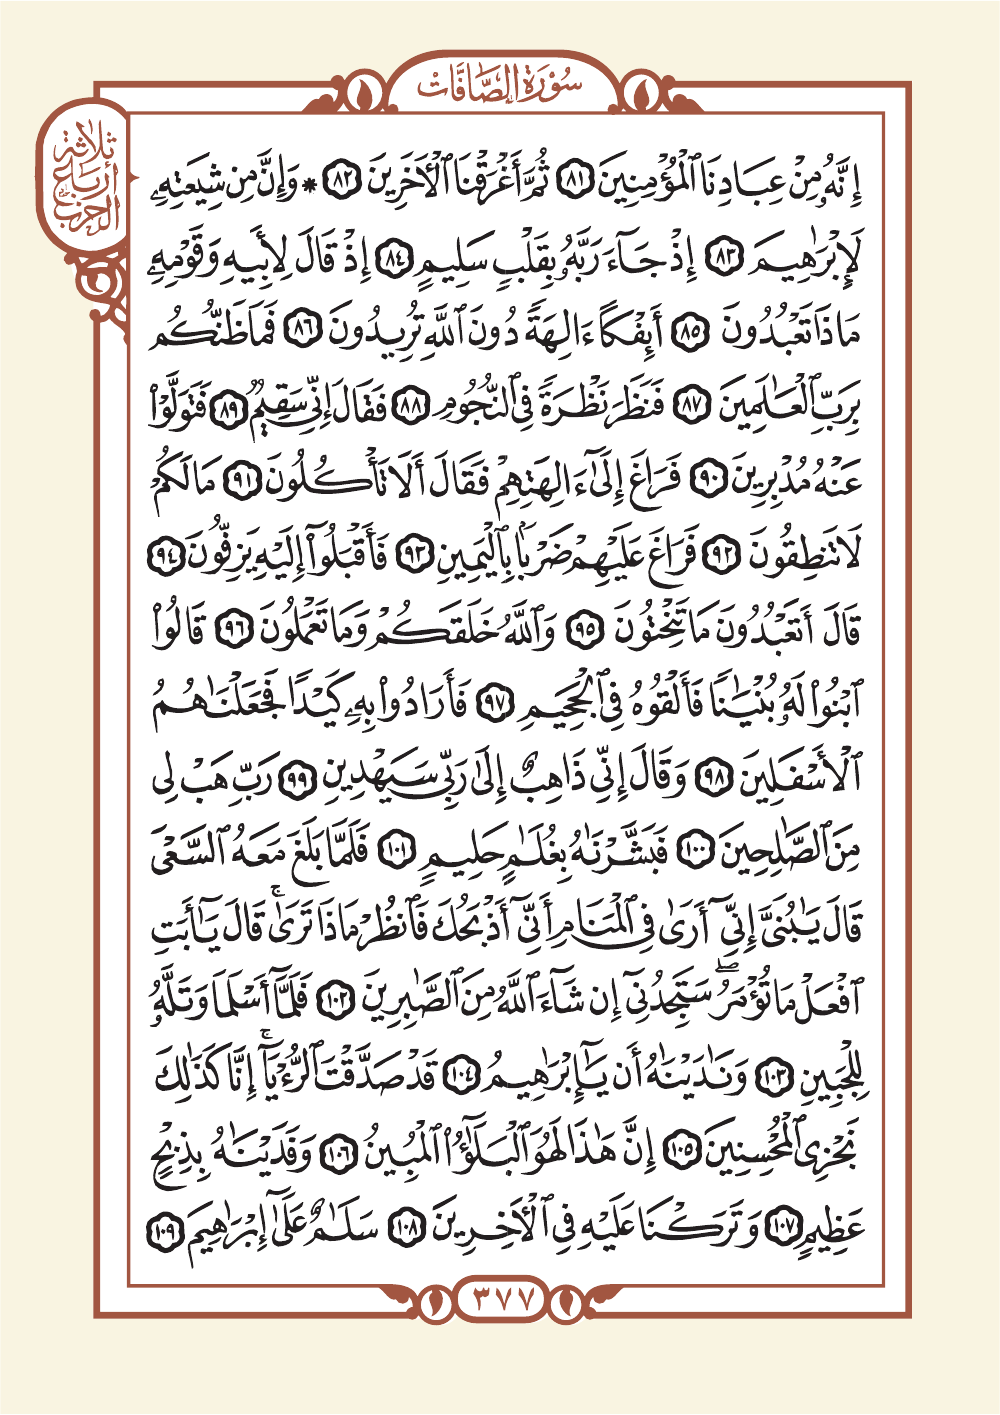 سُورَةُ الصَّافَّات
ثلاثة
أرباع
الحزب
إِنَّهُۥ مِنْ عِبَادِنَا ٱلْمُؤْمِنِينَ ٨١ ثُمَّ أَغْرَقْنَا ٱلْأٓخَرِينَ ٨٢ * وَإِنَّ مِن شِيعَتِهِۦ
لَإِبْرَٰهِيمَ ٨٣ إِذْ جَآءَ رَبَّهُۥ بِقَلْبٍ سَلِيمٍ ٨٤ إِذْ قَالَ لِأَبِيهِ وَقَوْمِهِۦ
مَاذَا تَعْبُدُونَ ٨٥ أَئِفْكًا ءَالِهَةً دُونَ ٱللَّهِ تُرِيدُونَ ٨٦ فَمَا ظَنُّكُم
بِرَبِّ ٱلْعَٰلَمِينَ ٨٧ فَنَظَرَ نَظْرَةً فِي ٱلنُّجُومِ ٨٨ فَقَالَ إِنِّي سَقِيمٌ ٨٩ فَتَوَلَّوْا۟
عَنْهُ مُدْبِرِينَ ٩٠ فَرَاغَ إِلَىٰٓ ءَالِهَتِهِمْ فَقَالَ أَلَا تَأْكُلُونَ ٩١ مَا لَكُمْ
لَا تَنطِقُونَ ٩٢ فَرَاغَ عَلَيْهِمْ ضَرْبًۢا بِٱلْيَمِينِ ٩٣ فَأَقْبَلُوٓا۟ إِلَيْهِ يَزِفُّونَ ٩٤
قَالَ أَتَعْبُدُونَ مَا تَنْحِتُونَ ٩٥ وَٱللَّهُ خَلَقَكُمْ وَمَا تَعْمَلُونَ ٩٦ قَالُوا۟
ٱبْنُوا۟ لَهُۥ بُنْيَٰنًا فَأَلْقُوهُ فِي ٱلْجَحِيمِ ٩٧ فَأَرَادُوا۟ بِهِۦ كَيْدًا فَجَعَلْنَٰهُمُ
ٱلْأَسْفَلِينَ ٩٨ وَقَالَ إِنِّي ذَاهِبٌ إِلَىٰ رَبِّي سَيَهْدِينِ ٩٩ رَبِّ هَبْ لِي
مِنَ ٱلصَّٰلِحِينَ ١٠٠ فَبَشَّرْنَٰهُ بِغُلَٰمٍ حَلِيمٍ ١٠١ فَلَمَّا بَلَغَ مَعَهُ ٱلسَّعْيَ
قَالَ يَٰبُنَيَّ إِنِّيٓ أَرَىٰ فِي ٱلْمَنَامِ أَنِّيٓ أَذْبَحُكَ فَٱنظُرْ مَاذَا تَرَىٰۚ قَالَ يَٰٓأَبَتِ
ٱفْعَلْ مَا تُؤْمَرُۖ سَتَجِدُنِيٓ إِن شَآءَ ٱللَّهُ مِنَ ٱلصَّٰبِرِينَ ١٠٢ فَلَمَّآ أَسْلَمَا وَتَلَّهُۥ
لِلْجَبِينِ ١٠٣ وَنَٰدَيْنَٰهُ أَن يَٰٓإِبْرَٰهِيمُ ١٠٤ قَدْ صَدَّقْتَ ٱلرُّءْيَآۚ إِنَّا كَذَٰلِكَ
نَجْزِي ٱلْمُحْسِنِينَ ١٠٥ إِنَّ هَٰذَا لَهُوَ ٱلْبَلَٰٓؤُا۟ ٱلْمُبِينُ ١٠٦ وَفَدَيْنَٰهُ بِذِبْحٍ
عَظِيمٍ ١٠٧ وَتَرَكْنَا عَلَيْهِ فِي ٱلْأٓخِرِينَ ١٠٨ سَلَٰمٌ عَلَىٰٓ إِبْرَٰهِيمَ ١٠٩
٣٧٧